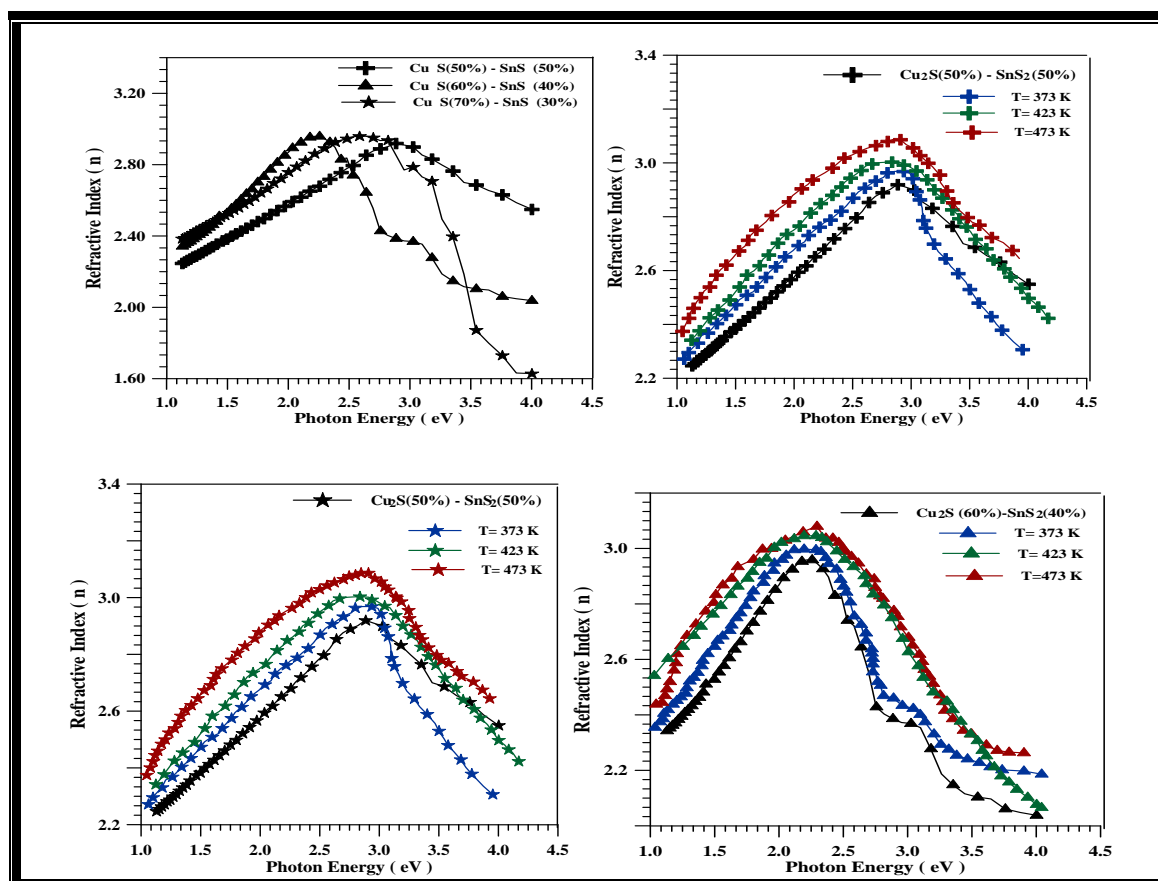 Cu S(50%) - SnS (50%)
Cu S(60%) - SnS (40%)
Cu S(70%) - SnS (30%)
3.20
2.80
2.40
2.00
1.60
Refractive Index ( n )
1.0 1.5 2.0 2.5 3.0 3.5 4.0 4.5
Photon Energy ( eV )
Cu₂S(50%) - SnS₂(50%)
T= 373 K
T= 423 K
T=473 K
3.4
3.0
2.6
2.2
Refractive Index ( n )
1.0 1.5 2.0 2.5 3.0 3.5 4.0 4.5
Photon Energy ( eV )
Cu₂S(50%) - SnS₂(50%)
T= 373 K
T= 423 K
T= 473 K
3.4
3.0
2.6
2.2
Refractive Index ( n )
1.0 1.5 2.0 2.5 3.0 3.5 4.0 4.5
Photon Energy ( eV )
Cu₂S (60%)-SnS₂(40%)
T= 373 K
T= 423 K
T=473 K
3.0
2.6
2.2
Refractive Index ( n )
1.0 1.5 2.0 2.5 3.0 3.5 4.0 4.5
Photon Energy ( eV )